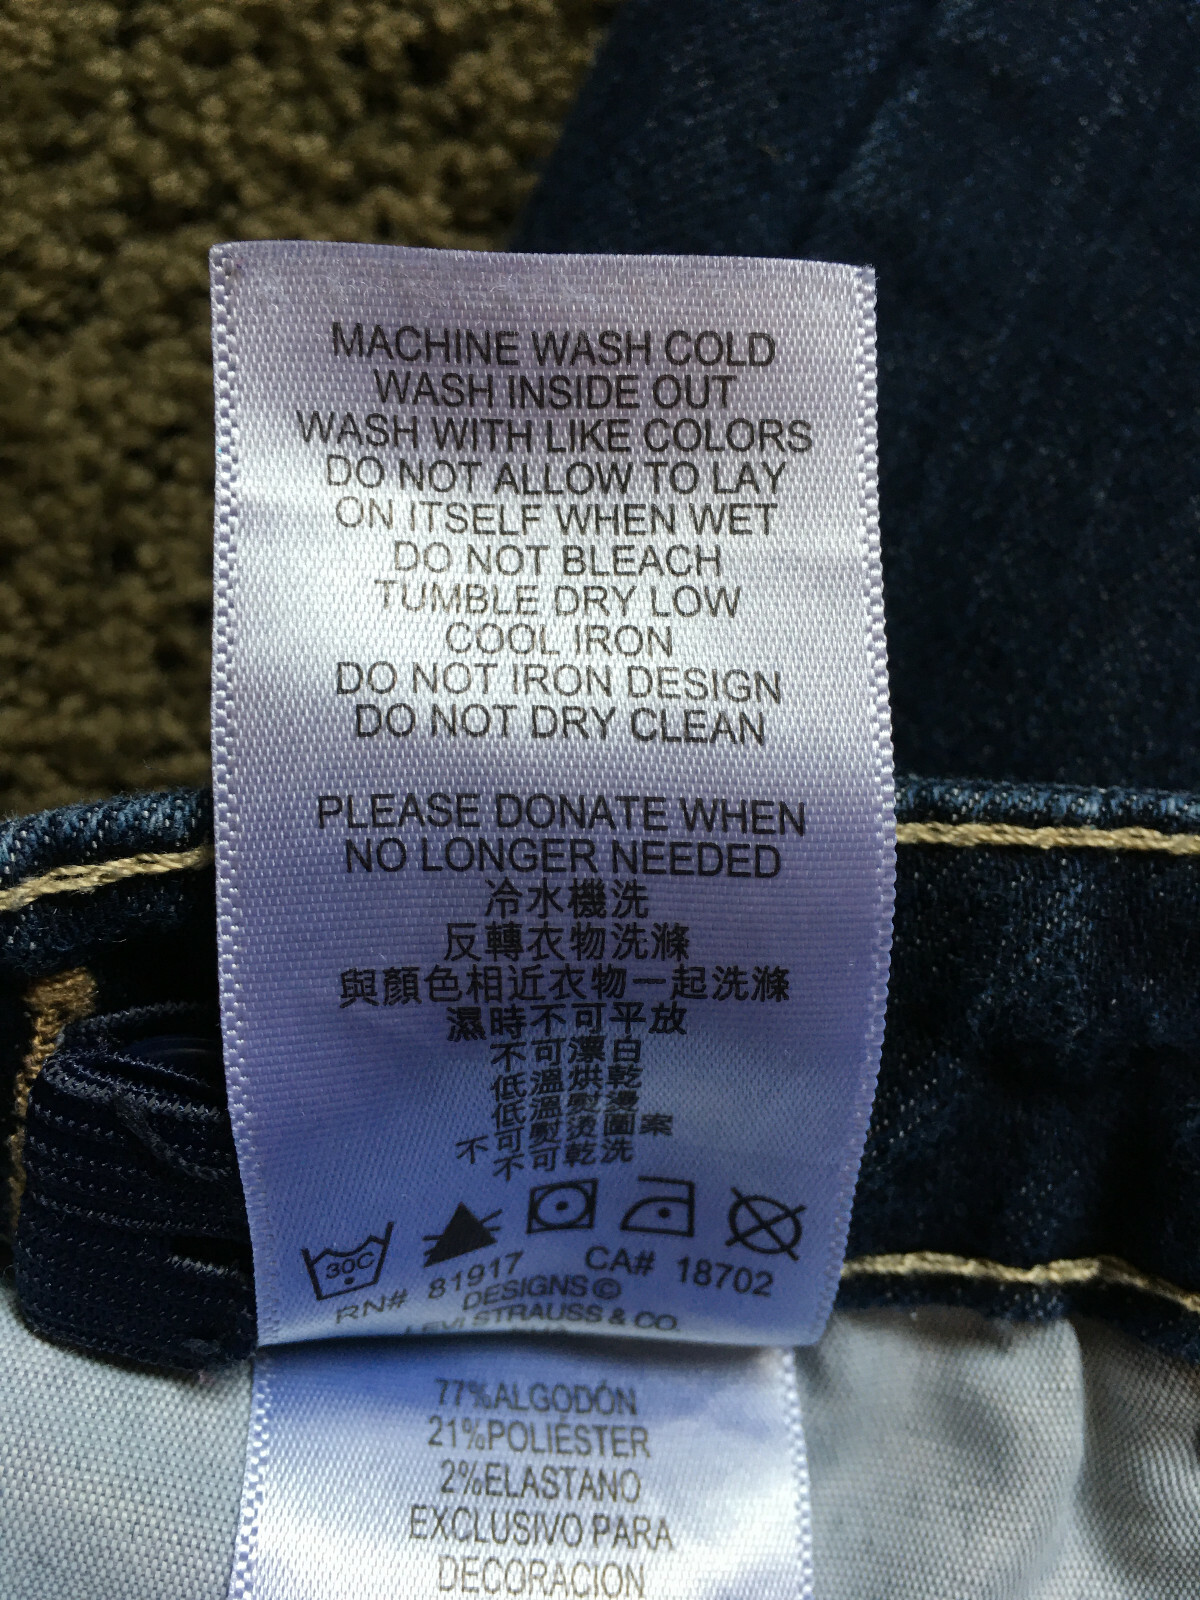 MACHINE WASH COLD
WASH INSIDE OUT
WASH WITH LIKE COLORS
DO NOT ALLOW TO LAY
ON ITSELF WHEN WET
DO NOT BLEACH
TUMBLE DRY LOW
COOL IRON
DO NOT IRON DESIGN
DO NOT DRY CLEAN
PLEASE DONATE WHEN
NO LONGER NEEDED
冷水機洗
反轉衣物洗滌
與顏色相近衣物一起洗滌
濕時不可平放
不可漂白
低溫烘乾
低溫熨燙
不可熨燙圖案
不可乾洗
30C
RN# 81917 CA# 18702
DESIGNS ©
LEVI STRAUSS & CO.
77%ALGODÓN
21%POLIÉSTER
2%ELASTANO
EXCLUSIVO PARA
DECORACION